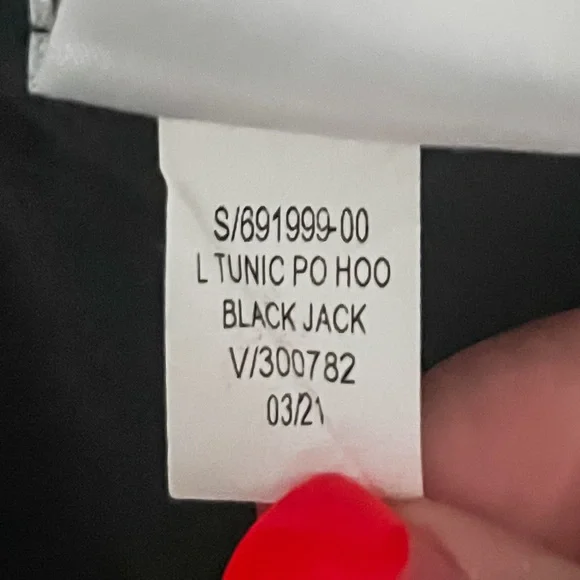 S/691999-00
L TUNIC PO HOO
BLACK JACK
V/300782
03/21